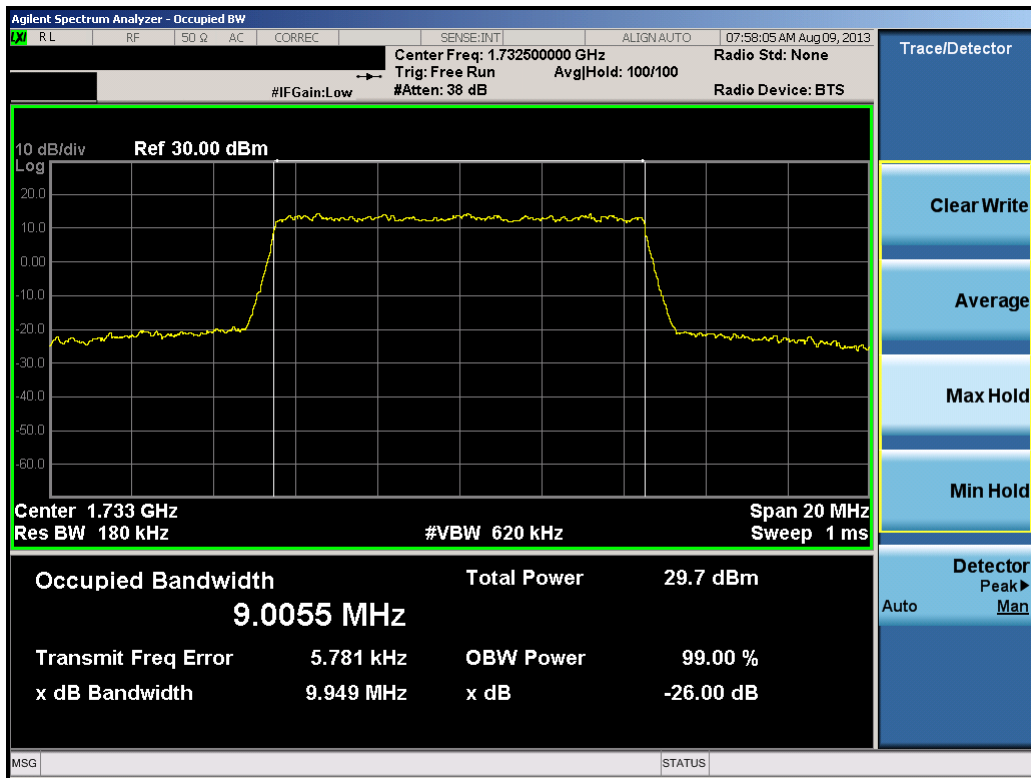 Agilent Spectrum Analyzer - Occupied BW
LXI RL RF 50 Ω AC CORREC SENSE:INT ALIGN AUTO 07:58:05 AM Aug 09, 2013
Center Freq: 1.732500000 GHz Radio Std: None
Trig: Free Run Avg|Hold: 100/100
#IFGain:Low #Atten: 38 dB Radio Device: BTS
Trace/Detector
10 dB/div Ref 30.00 dBm
Log
20.0
10.0
0.00
-10.0
-20.0
-30.0
-40.0
-50.0
-60.0
Center 1.733 GHz Span 20 MHz
Res BW 180 kHz #VBW 620 kHz Sweep 1 ms
Occupied Bandwidth Total Power 29.7 dBm
9.0055 MHz
Transmit Freq Error 5.781 kHz OBW Power 99.00 %
x dB Bandwidth 9.949 MHz x dB -26.00 dB
Clear Write
Average
Max Hold
Min Hold
Detector
Peak▶
Auto Man
MSG STATUS